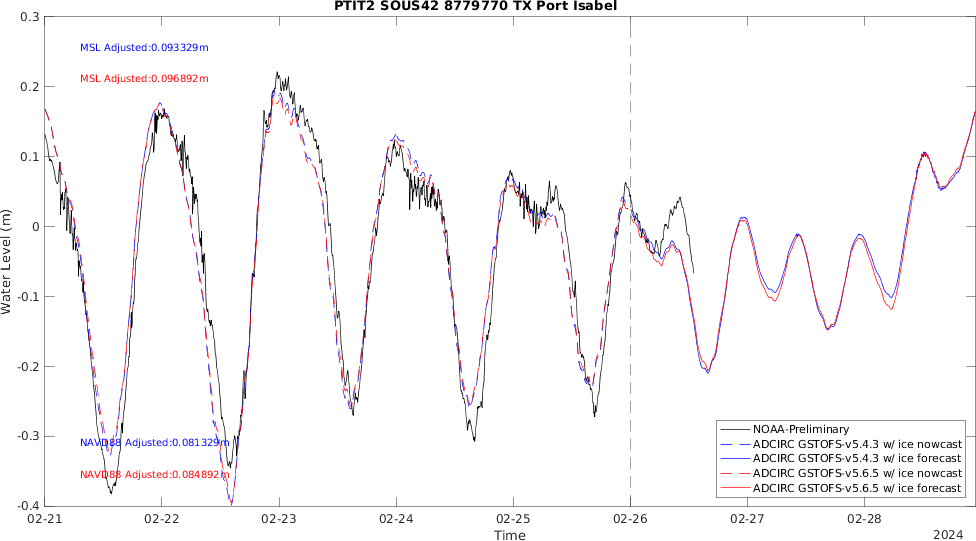 PTIT2 SOUS42 8779770 TX Port Isabel
0.3
0.2
0.1
0
-0.1
-0.2
-0.3
-0.4
Water Level (m)
MSL Adjusted:0.093329m
MSL Adjusted:0.096892m
NAVD88 Adjusted:0.081329m
NAVD88 Adjusted:0.084892m
NOAA-Preliminary
ADCIRC GSTOFS-v5.4.3 w/ ice nowcast
ADCIRC GSTOFS-v5.4.3 w/ ice forecast
ADCIRC GSTOFS-v5.6.5 w/ ice nowcast
ADCIRC GSTOFS-v5.6.5 w/ ice forecast
02-21 02-22 02-23 02-24 02-25 02-26 02-27 02-28
Time
2024